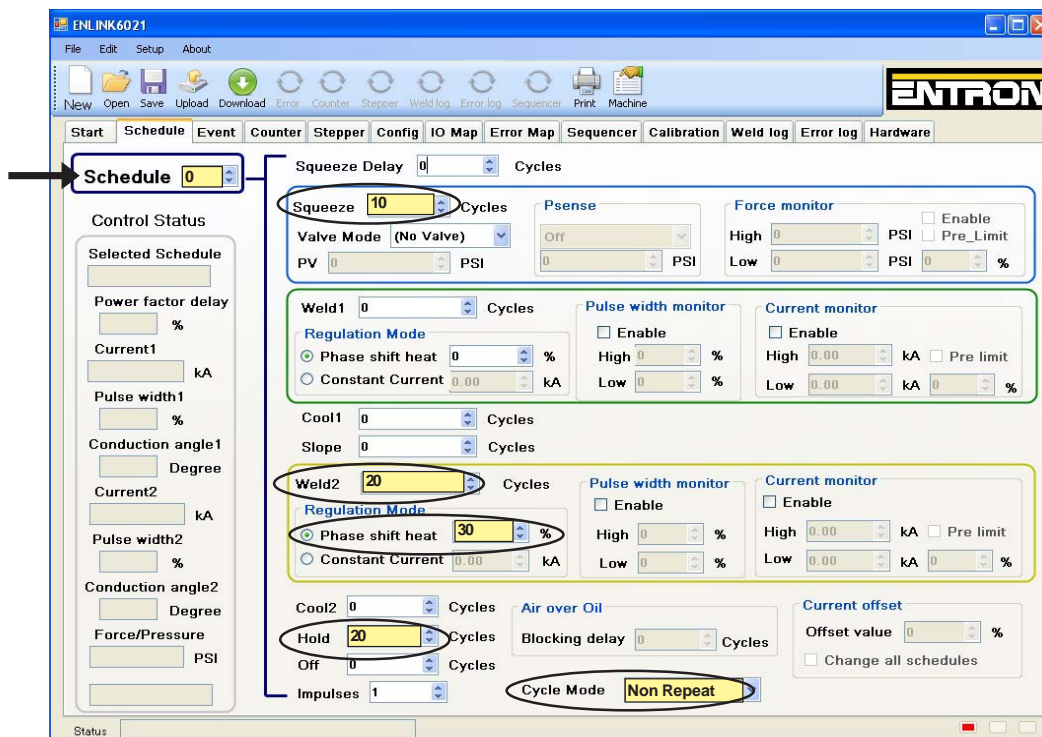 ENLINK6021
File Edit Setup About
New Open Save Upload Download Error Counter Stepper Weld log Error log Sequencer Print Machine
ENTRON
Start Schedule Event Counter Stepper Config IO Map Error Map Sequencer Calibration Weld log Error log Hardware
Schedule 0
Control Status
Selected Schedule
Power factor delay
%
Current1
kA
Pulse width1
%
Conduction angle1
Degree
Current2
kA
Pulse width2
%
Conduction angle2
Degree
Force/Pressure
PSI
Squeeze Delay 0 Cycles
Squeeze 10 Cycles
Valve Mode (No Valve)
PV 0 PSI
Psense
Off
0 PSI
Force monitor
Enable
High 0 PSI Pre_Limit
Low 0 PSI 0 %
Weld1 0 Cycles
Regulation Mode
Phase shift heat 0 %
Constant Current 0.00 kA
Pulse width monitor
Enable
High 0 %
Low 0 %
Current monitor
Enable
High 0.00 kA Pre limit
Low 0.00 kA 0 %
Cool1 0 Cycles
Slope 0 Cycles
Weld2 20 Cycles
Regulation Mode
Phase shift heat 30 %
Constant Current 0.00 kA
Pulse width monitor
Enable
High 0 %
Low 0 %
Current monitor
Enable
High 0.00 kA Pre limit
Low 0.00 kA 0 %
Cool2 0 Cycles
Hold 20 Cycles
Off 0 Cycles
Impulses 1
Air over Oil
Blocking delay 0 Cycles
Cycle Mode Non Repeat
Current offset
Offset value 0 %
Change all schedules
Status